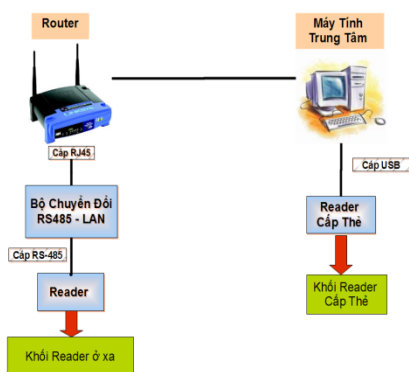 Router
Máy Tính
Trung Tâm
Cáp RJ45
Cáp USB
Bộ Chuyển Đổi
RS485 - LAN
Reader
Cấp Thẻ
Cáp RS-485
Reader
Khối Reader
Cấp Thẻ
Khối Reader ở xa